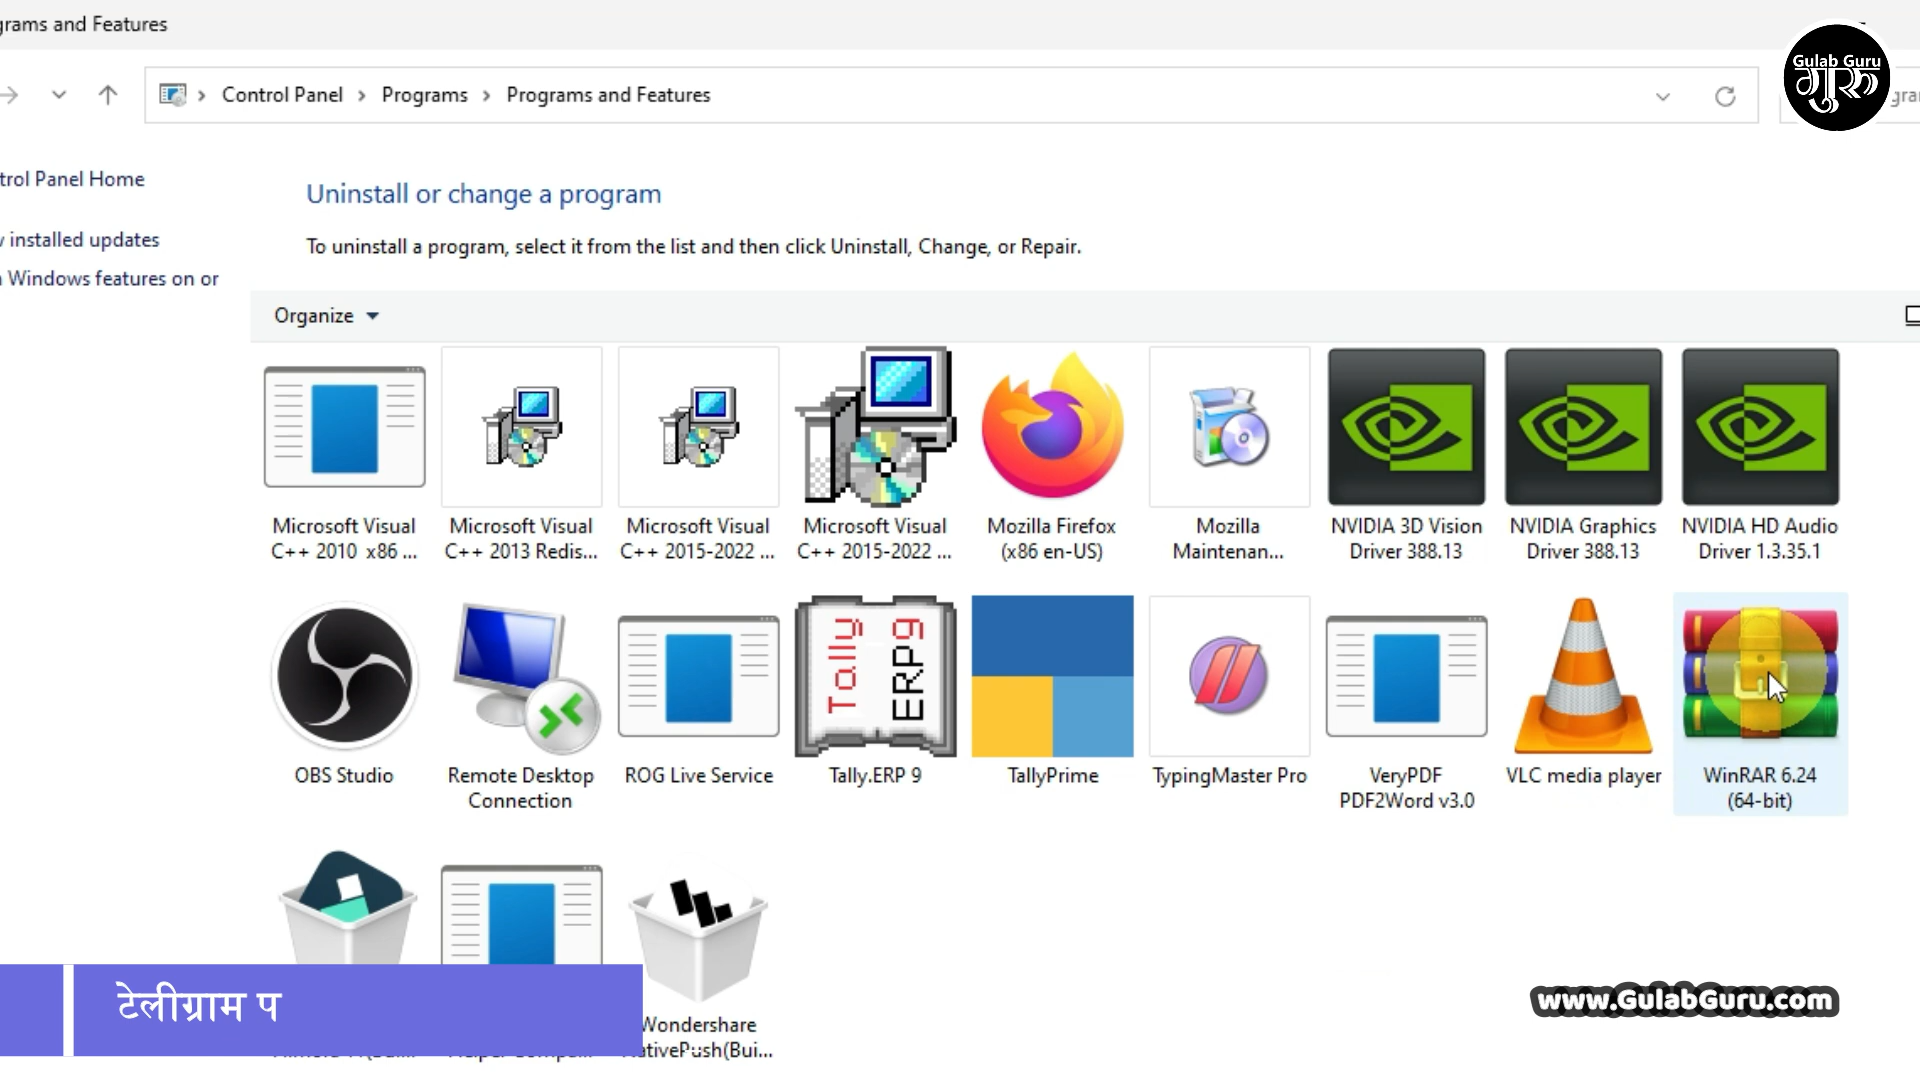 grams and Features
Control Panel > Programs > Programs and Features
Gulab Guru
गुरू
trol Panel Home
installed updates
Windows features on or
Uninstall or change a program
To uninstall a program, select it from the list and then click Uninstall, Change, or Repair.
Organize
Microsoft Visual
C++ 2010 x86 ...
Microsoft Visual
C++ 2013 Redis...
Microsoft Visual
C++ 2015-2022 ...
Microsoft Visual
C++ 2015-2022 ...
Mozilla Firefox
(x86 en-US)
Mozilla
Maintenan...
NVIDIA 3D Vision
Driver 388.13
NVIDIA Graphics
Driver 388.13
NVIDIA HD Audio
Driver 1.3.35.1
Tally
ERP9
OBS Studio
Remote Desktop
Connection
ROG Live Service
Tally.ERP 9
TallyPrime
TypingMaster Pro
VeryPDF
PDF2Word v3.0
VLC media player
WinRAR 6.24
(64-bit)
टेलीग्राम प
Wondershare
NativePush(Bui...
www.GulabGuru.com